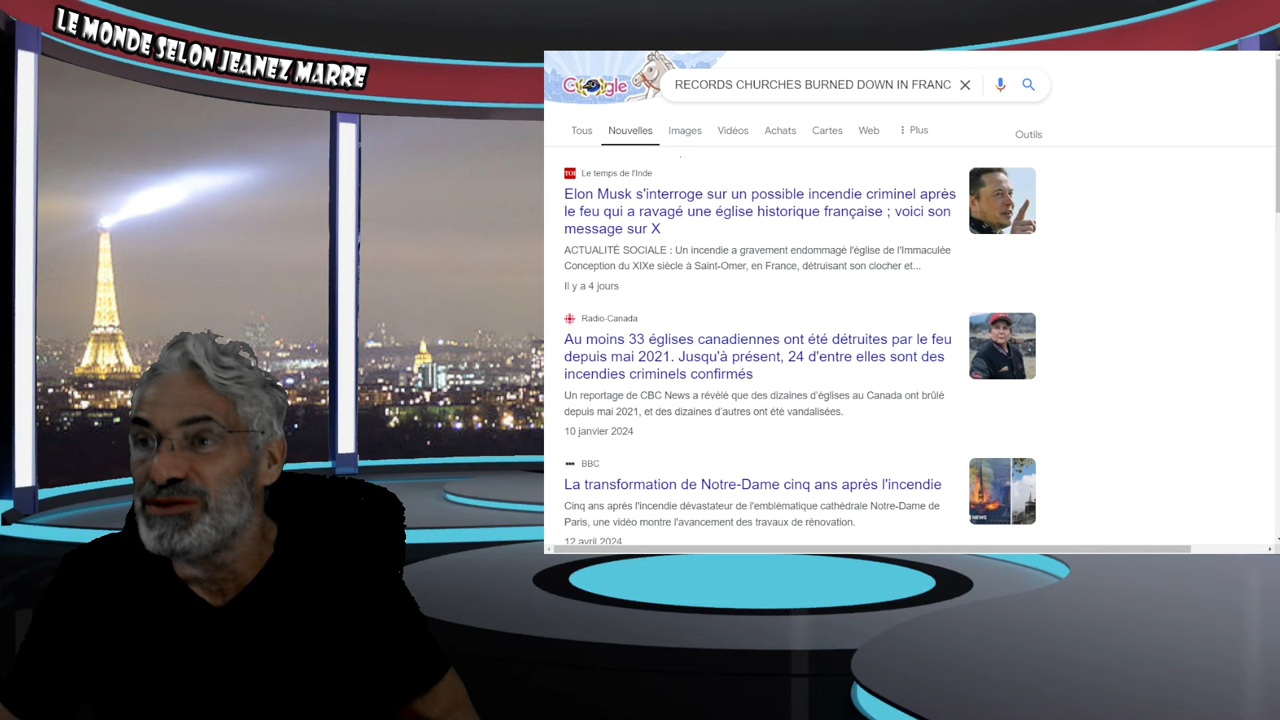 LE MONDE SELON JEANEZ MARRE
Google
RECORDS CHURCHES BURNED DOWN IN FRANC
Tous Nouvelles Images Vidéos Achats Cartes Web Plus Outils
TOI Le temps de l'Inde
Elon Musk s'interroge sur un possible incendie criminel après
le feu qui a ravagé une église historique française ; voici son
message sur X
ACTUALITÉ SOCIALE : Un incendie a gravement endommagé l'église de l'Immaculée
Conception du XIXe siècle à Saint-Omer, en France, détruisant son clocher et...
Il y a 4 jours
Radio-Canada
Au moins 33 églises canadiennes ont été détruites par le feu
depuis mai 2021. Jusqu'à présent, 24 d'entre elles sont des
incendies criminels confirmés
Un reportage de CBC News a révélé que des dizaines d'églises au Canada ont brûlé
depuis mai 2021, et des dizaines d'autres ont été vandalisées.
10 janvier 2024
BBC
La transformation de Notre-Dame cinq ans après l'incendie
Cinq ans après l'incendie dévastateur de l'emblématique cathédrale Notre-Dame de
Paris, une vidéo montre l'avancement des travaux de rénovation.
NEWS
12 avril 2024